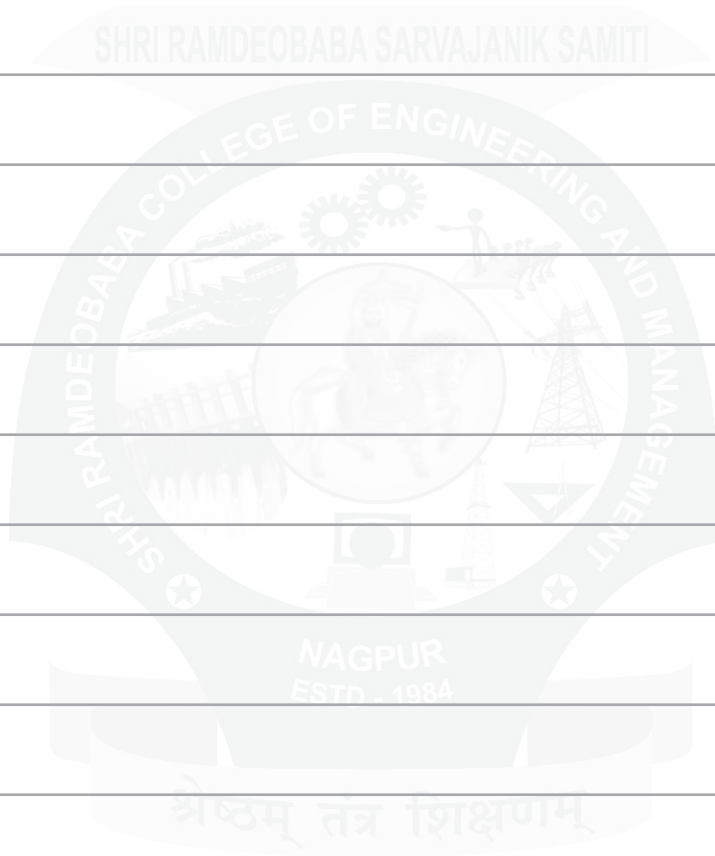 SHRI RAMDEOBABA SARVAJANIK SAMITI
SHRI RAMDEOBABA COLLEGE OF ENGINEERING AND MANAGEMENT
NAGPUR
ESTD - 1984
श्रेष्ठम् तंत्र शिक्षणम्